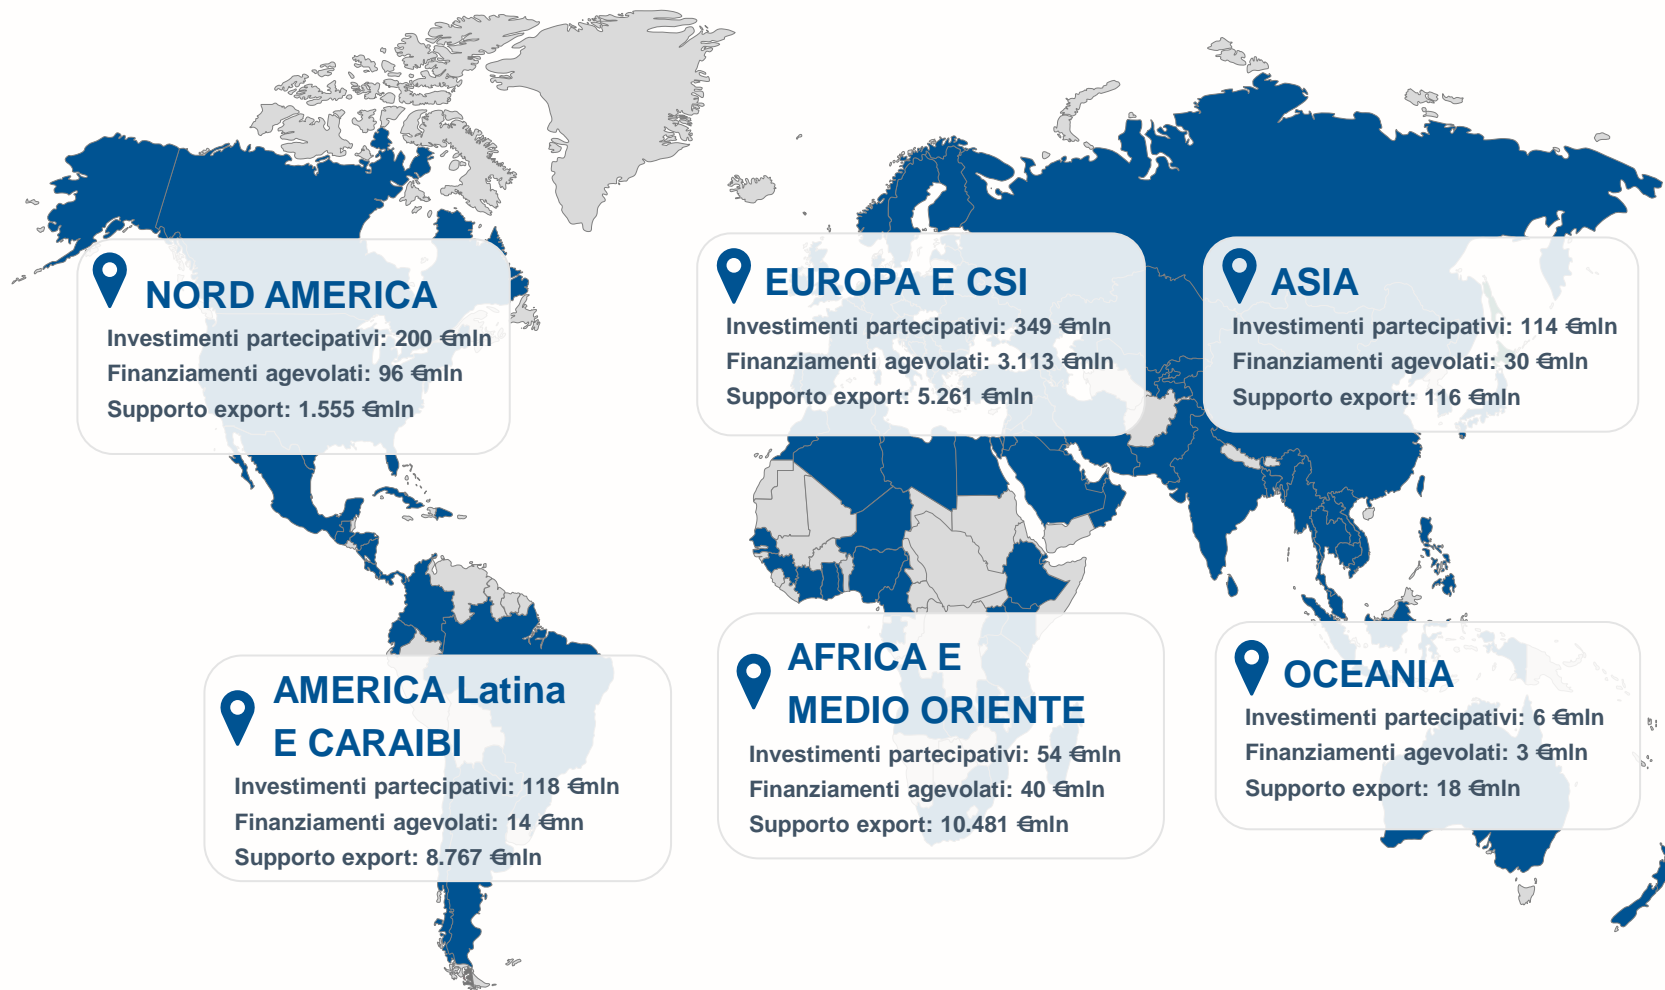 NORD AMERICA
Investimenti partecipativi: 200 €mln
Finanziamenti agevolati: 96 €mln
Supporto export: 1.555 €mln
EUROPA E CSI
Investimenti partecipativi: 349 €mln
Finanziamenti agevolati: 3.113 €mln
Supporto export: 5.261 €mln
ASIA
Investimenti partecipativi: 114 €mln
Finanziamenti agevolati: 30 €mln
Supporto export: 116 €mln
AMERICA Latina
E CARAIBI
Investimenti partecipativi: 118 €mln
Finanziamenti agevolati: 14 €mn
Supporto export: 8.767 €mln
AFRICA E
MEDIO ORIENTE
Investimenti partecipativi: 54 €mln
Finanziamenti agevolati: 40 €mln
Supporto export: 10.481 €mln
OCEANIA
Investimenti partecipativi: 6 €mln
Finanziamenti agevolati: 3 €mln
Supporto export: 18 €mln